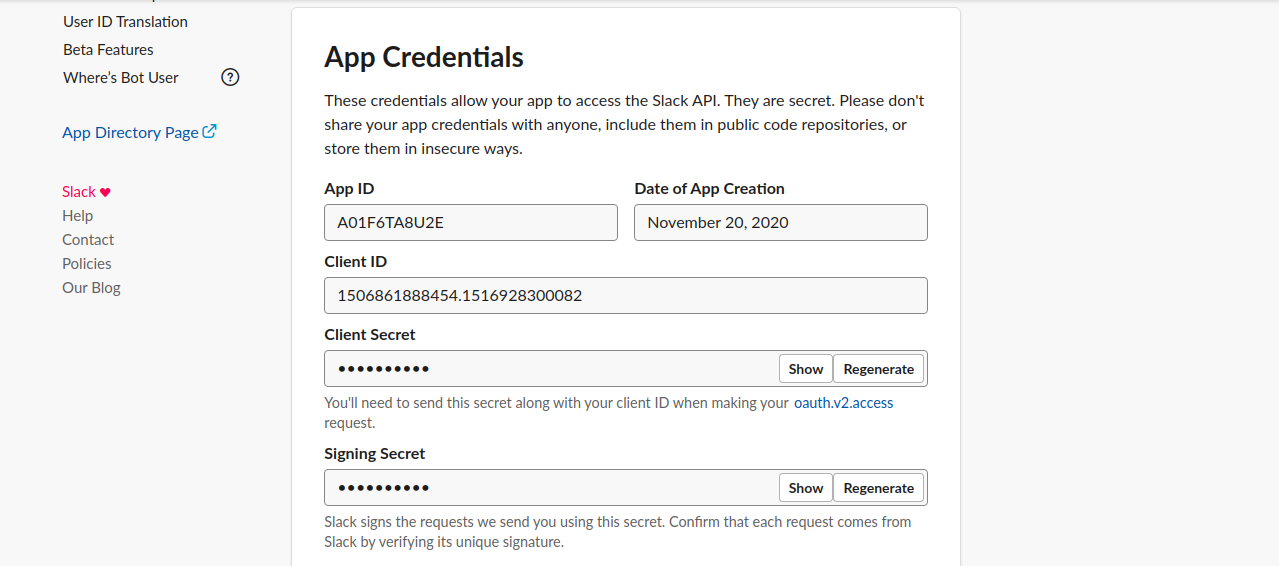 User ID Translation
Beta Features
Where's Bot User
App Directory Page
Slack
Help
Contact
Policies
Our Blog
App Credentials
These credentials allow your app to access the Slack API. They are secret. Please don't
share your app credentials with anyone, include them in public code repositories, or
store them in insecure ways.
App ID
Date of App Creation
A01F6TA8U2E
November 20, 2020
Client ID
1506861888454.1516928300082
Client Secret
••••••••••
Show
Regenerate
You'll need to send this secret along with your client ID when making your oauth.v2.access
request.
Signing Secret
••••••••••
Show
Regenerate
Slack signs the requests we send you using this secret. Confirm that each request comes from
Slack by verifying its unique signature.